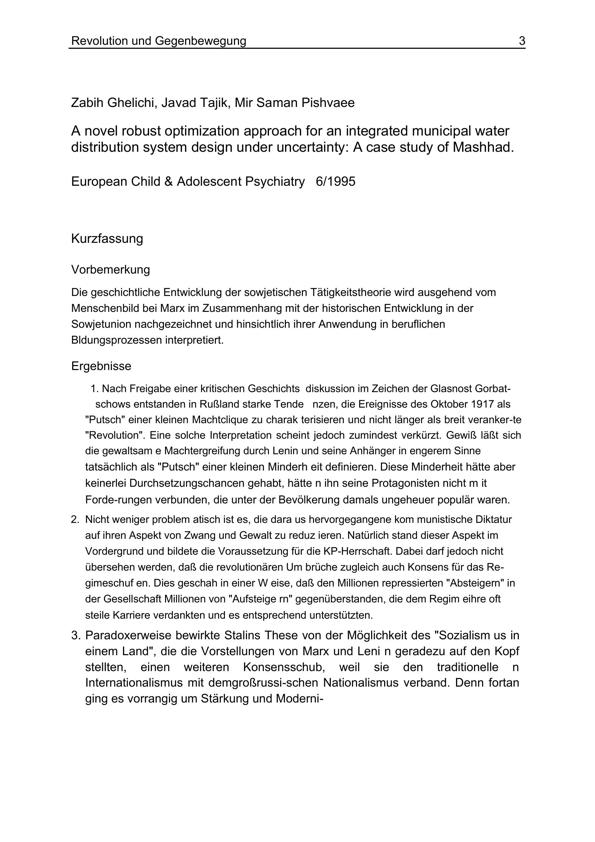 Revolution und Gegenbewegung 3
Zabih Ghelichi, Javad Tajik, Mir Saman Pishvaee
A novel robust optimization approach for an integrated municipal water
distribution system design under uncertainty: A case study of Mashhad.
European Child & Adolescent Psychiatry 6/1995
Kurzfassung
Vorbemerkung
Die geschichtliche Entwicklung der sowjetischen Tätigkeitstheorie wird ausgehend vom
Menschenbild bei Marx im Zusammenhang mit der historischen Entwicklung in der
Sowjetunion nachgezeichnet und hinsichtlich ihrer Anwendung in beruflichen
Bldungsprozessen interpretiert.
Ergebnisse
1. Nach Freigabe einer kritischen Geschichts diskussion im Zeichen der Glasnost Gorbat-
schows entstanden in Rußland starke Tende nzen, die Ereignisse des Oktober 1917 als
"Putsch" einer kleinen Machtclique zu charak terisieren und nicht länger als breit veranker-te
"Revolution". Eine solche Interpretation scheint jedoch zumindest verkürzt. Gewiß läßt sich
die gewaltsam e Machtergreifung durch Lenin und seine Anhänger in engerem Sinne
tatsächlich als "Putsch" einer kleinen Minderh eit definieren. Diese Minderheit hätte aber
keinerlei Durchsetzungschancen gehabt, hätte n ihn seine Protagonisten nicht m it
Forde-rungen verbunden, die unter der Bevölkerung damals ungeheuer populär waren.
2. Nicht weniger problem atisch ist es, die dara us hervorgegangene kom munistische Diktatur
auf ihren Aspekt von Zwang und Gewalt zu reduz ieren. Natürlich stand dieser Aspekt im
Vordergrund und bildete die Voraussetzung für die KP-Herrschaft. Dabei darf jedoch nicht
übersehen werden, daß die revolutionären Um brüche zugleich auch Konsens für das Re-
gimeschuf en. Dies geschah in einer W eise, daß den Millionen repressierten "Absteigern" in
der Gesellschaft Millionen von "Aufsteige rn" gegenüberstanden, die dem Regim eihre oft
steile Karriere verdankten und es entsprechend unterstützten.
3. Paradoxerweise bewirkte Stalins These von der Möglichkeit des "Sozialism us in
einem Land", die die Vorstellungen von Marx und Leni n geradezu auf den Kopf
stellten, einen weiteren Konsensschub, weil sie den traditionelle n
Internationalismus mit demgroßrussi-schen Nationalismus verband. Denn fortan
ging es vorrangig um Stärkung und Moderni-